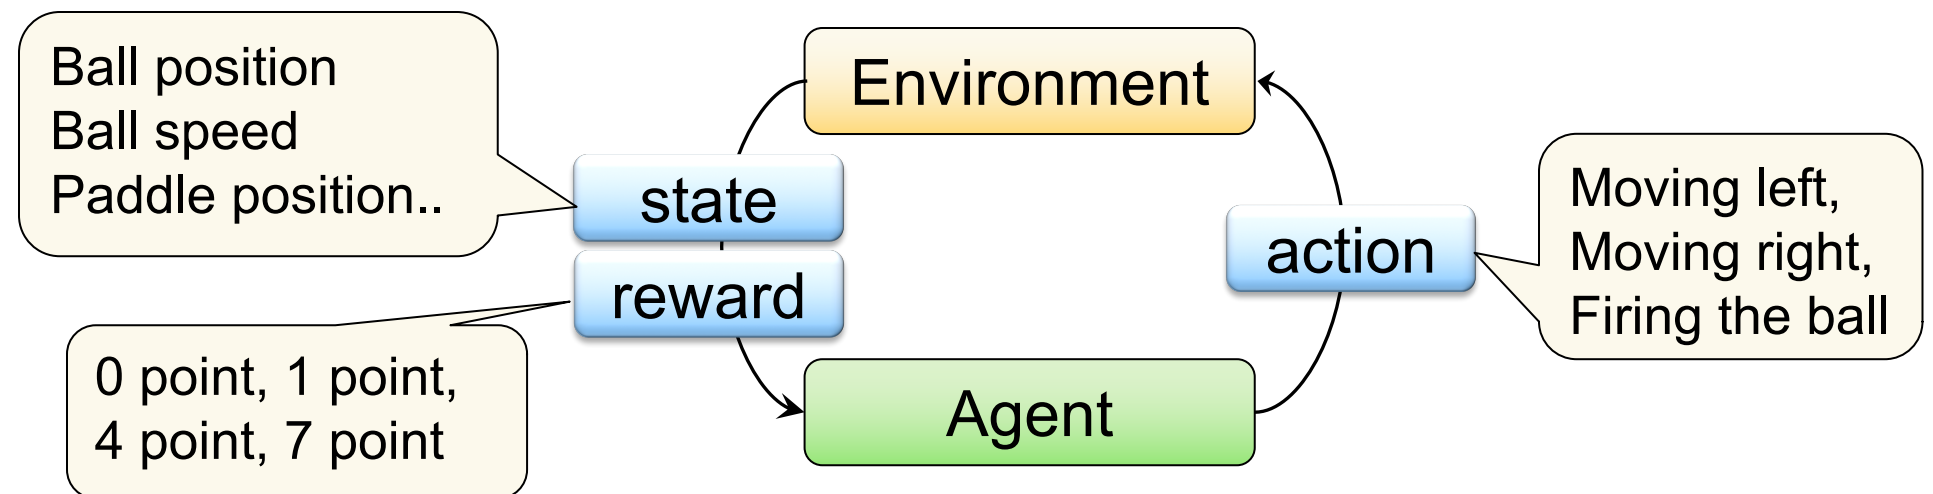 Ball position
Ball speed
Paddle position..
Environment
state
reward
action
Moving left,
Moving right,
Firing the ball
0 point, 1 point,
4 point, 7 point
Agent